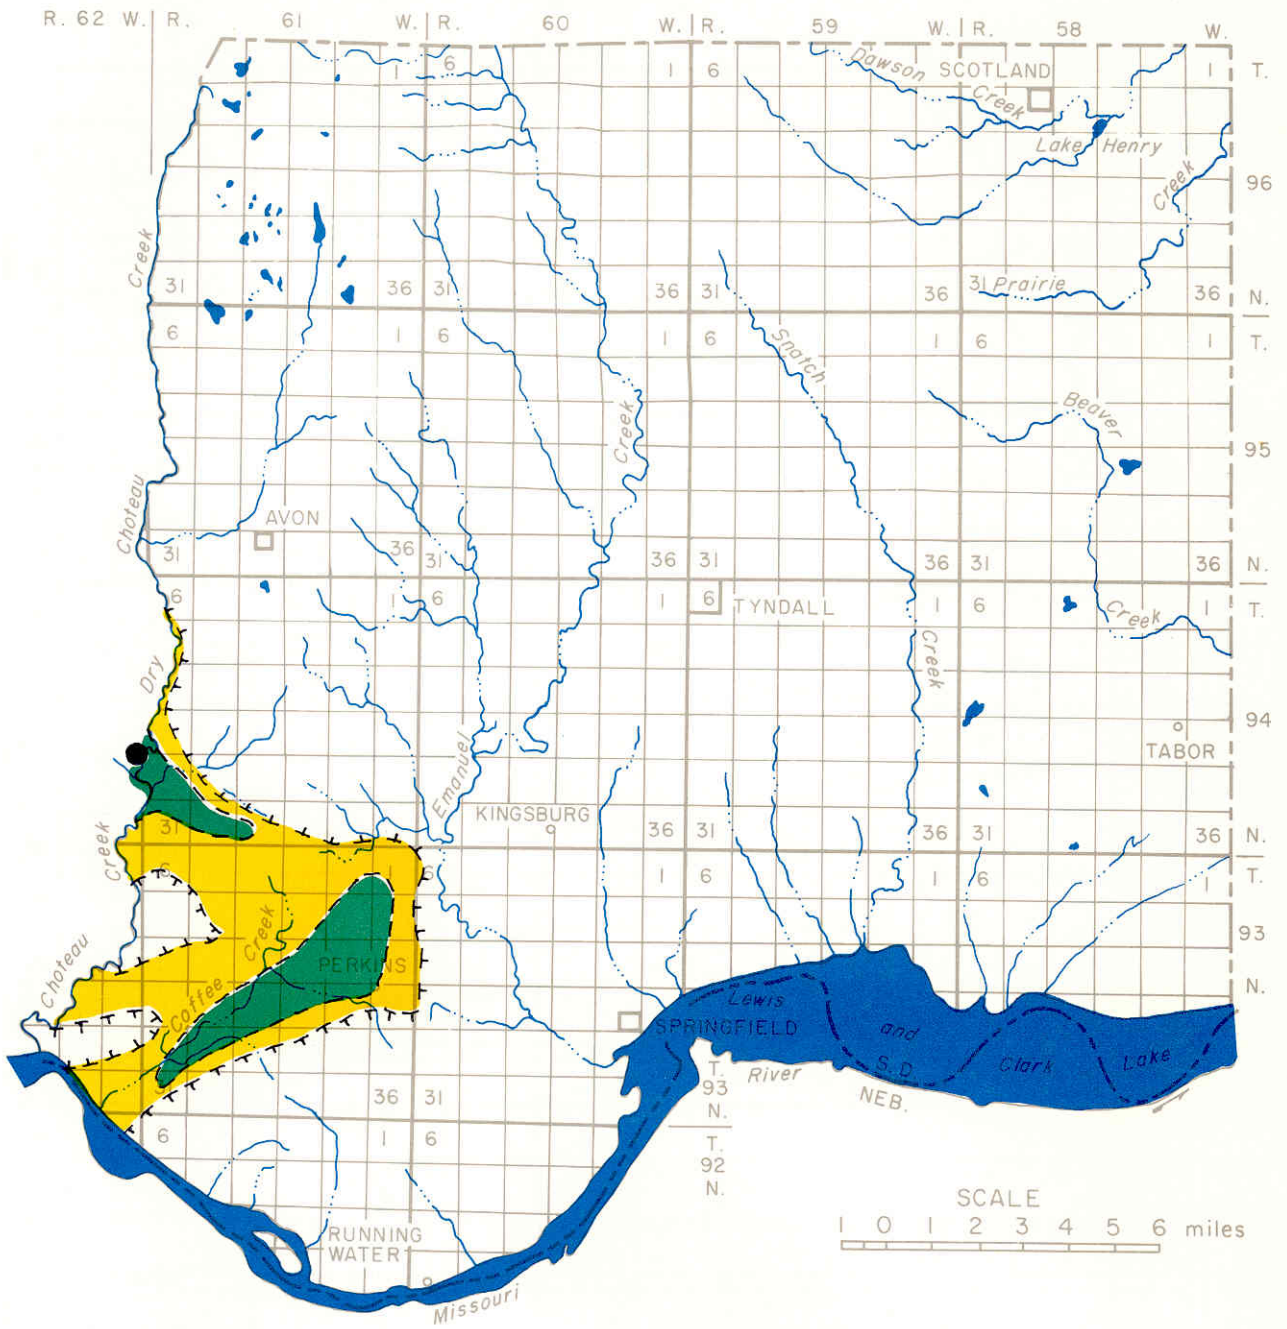 R. 62 W. R. 61 W. R. 60 W. R. 59 W. R. 58 W.
1 6 1 6 1 T.
Dawson Creek
SCOTLAND
Lake Henry
Creek
96
Creek
31 36 31 36 31 36 31 Prairie 36 N.
6 1 6 1 6 1 6 1 T.
Snatch
Beaver
Creek
95
Choteau
AVON
31 36 31 36 31 36 31 36 N.
6 1 6 1 6 1 6 1 T.
TYNDALL
Creek
Creek
Dry
94
TABOR
Emanuel
KINGSBURG
31 36 31 36 31 36 N.
Creek
6 1 6 1 6 1 6 1 T.
Creek
93
Choteau
PERKINS
N.
Coffee
Lewis
SPRINGFIELD
and
S.D.
Clark
Lake
River
NEB.
T.
93
N.
36 31
6 1 6
T.
92
N.
SCALE
1 0 1 2 3 4 5 6 miles
RUNNING
WATER
Missouri